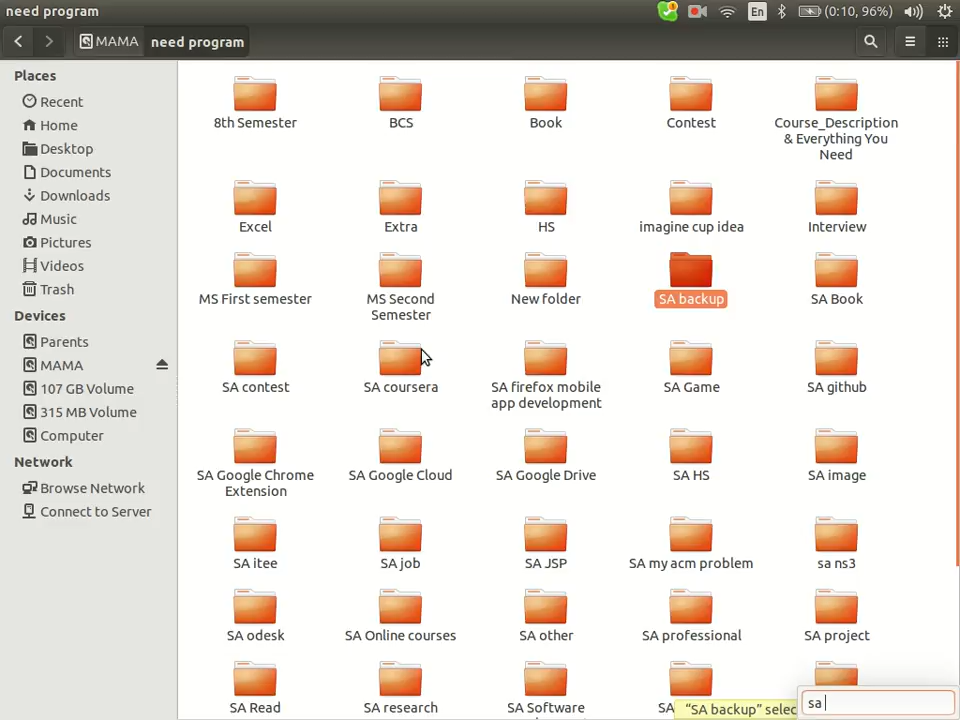 need program
En
(0:10, 96%)
MAMA
need program
Places
Recent
Home
Desktop
Documents
Downloads
Music
Pictures
Videos
Trash
Devices
Parents
MAMA
107 GB Volume
315 MB Volume
Computer
Network
Browse Network
Connect to Server
8th Semester
BCS
Book
Contest
Course_Description
& Everything You
Need
Excel
Extra
HS
imagine cup idea
Interview
MS First semester
MS Second
Semester
New folder
SA backup
SA Book
SA contest
SA coursera
SA firefox mobile
app development
SA Game
SA github
SA Google Chrome
Extension
SA Google Cloud
SA Google Drive
SA HS
SA image
SA itee
SA job
SA JSP
SA my acm problem
sa ns3
SA odesk
SA Online courses
SA other
SA professional
SA project
SA Read
SA research
SA Software
SA
“SA backup” selec
sa